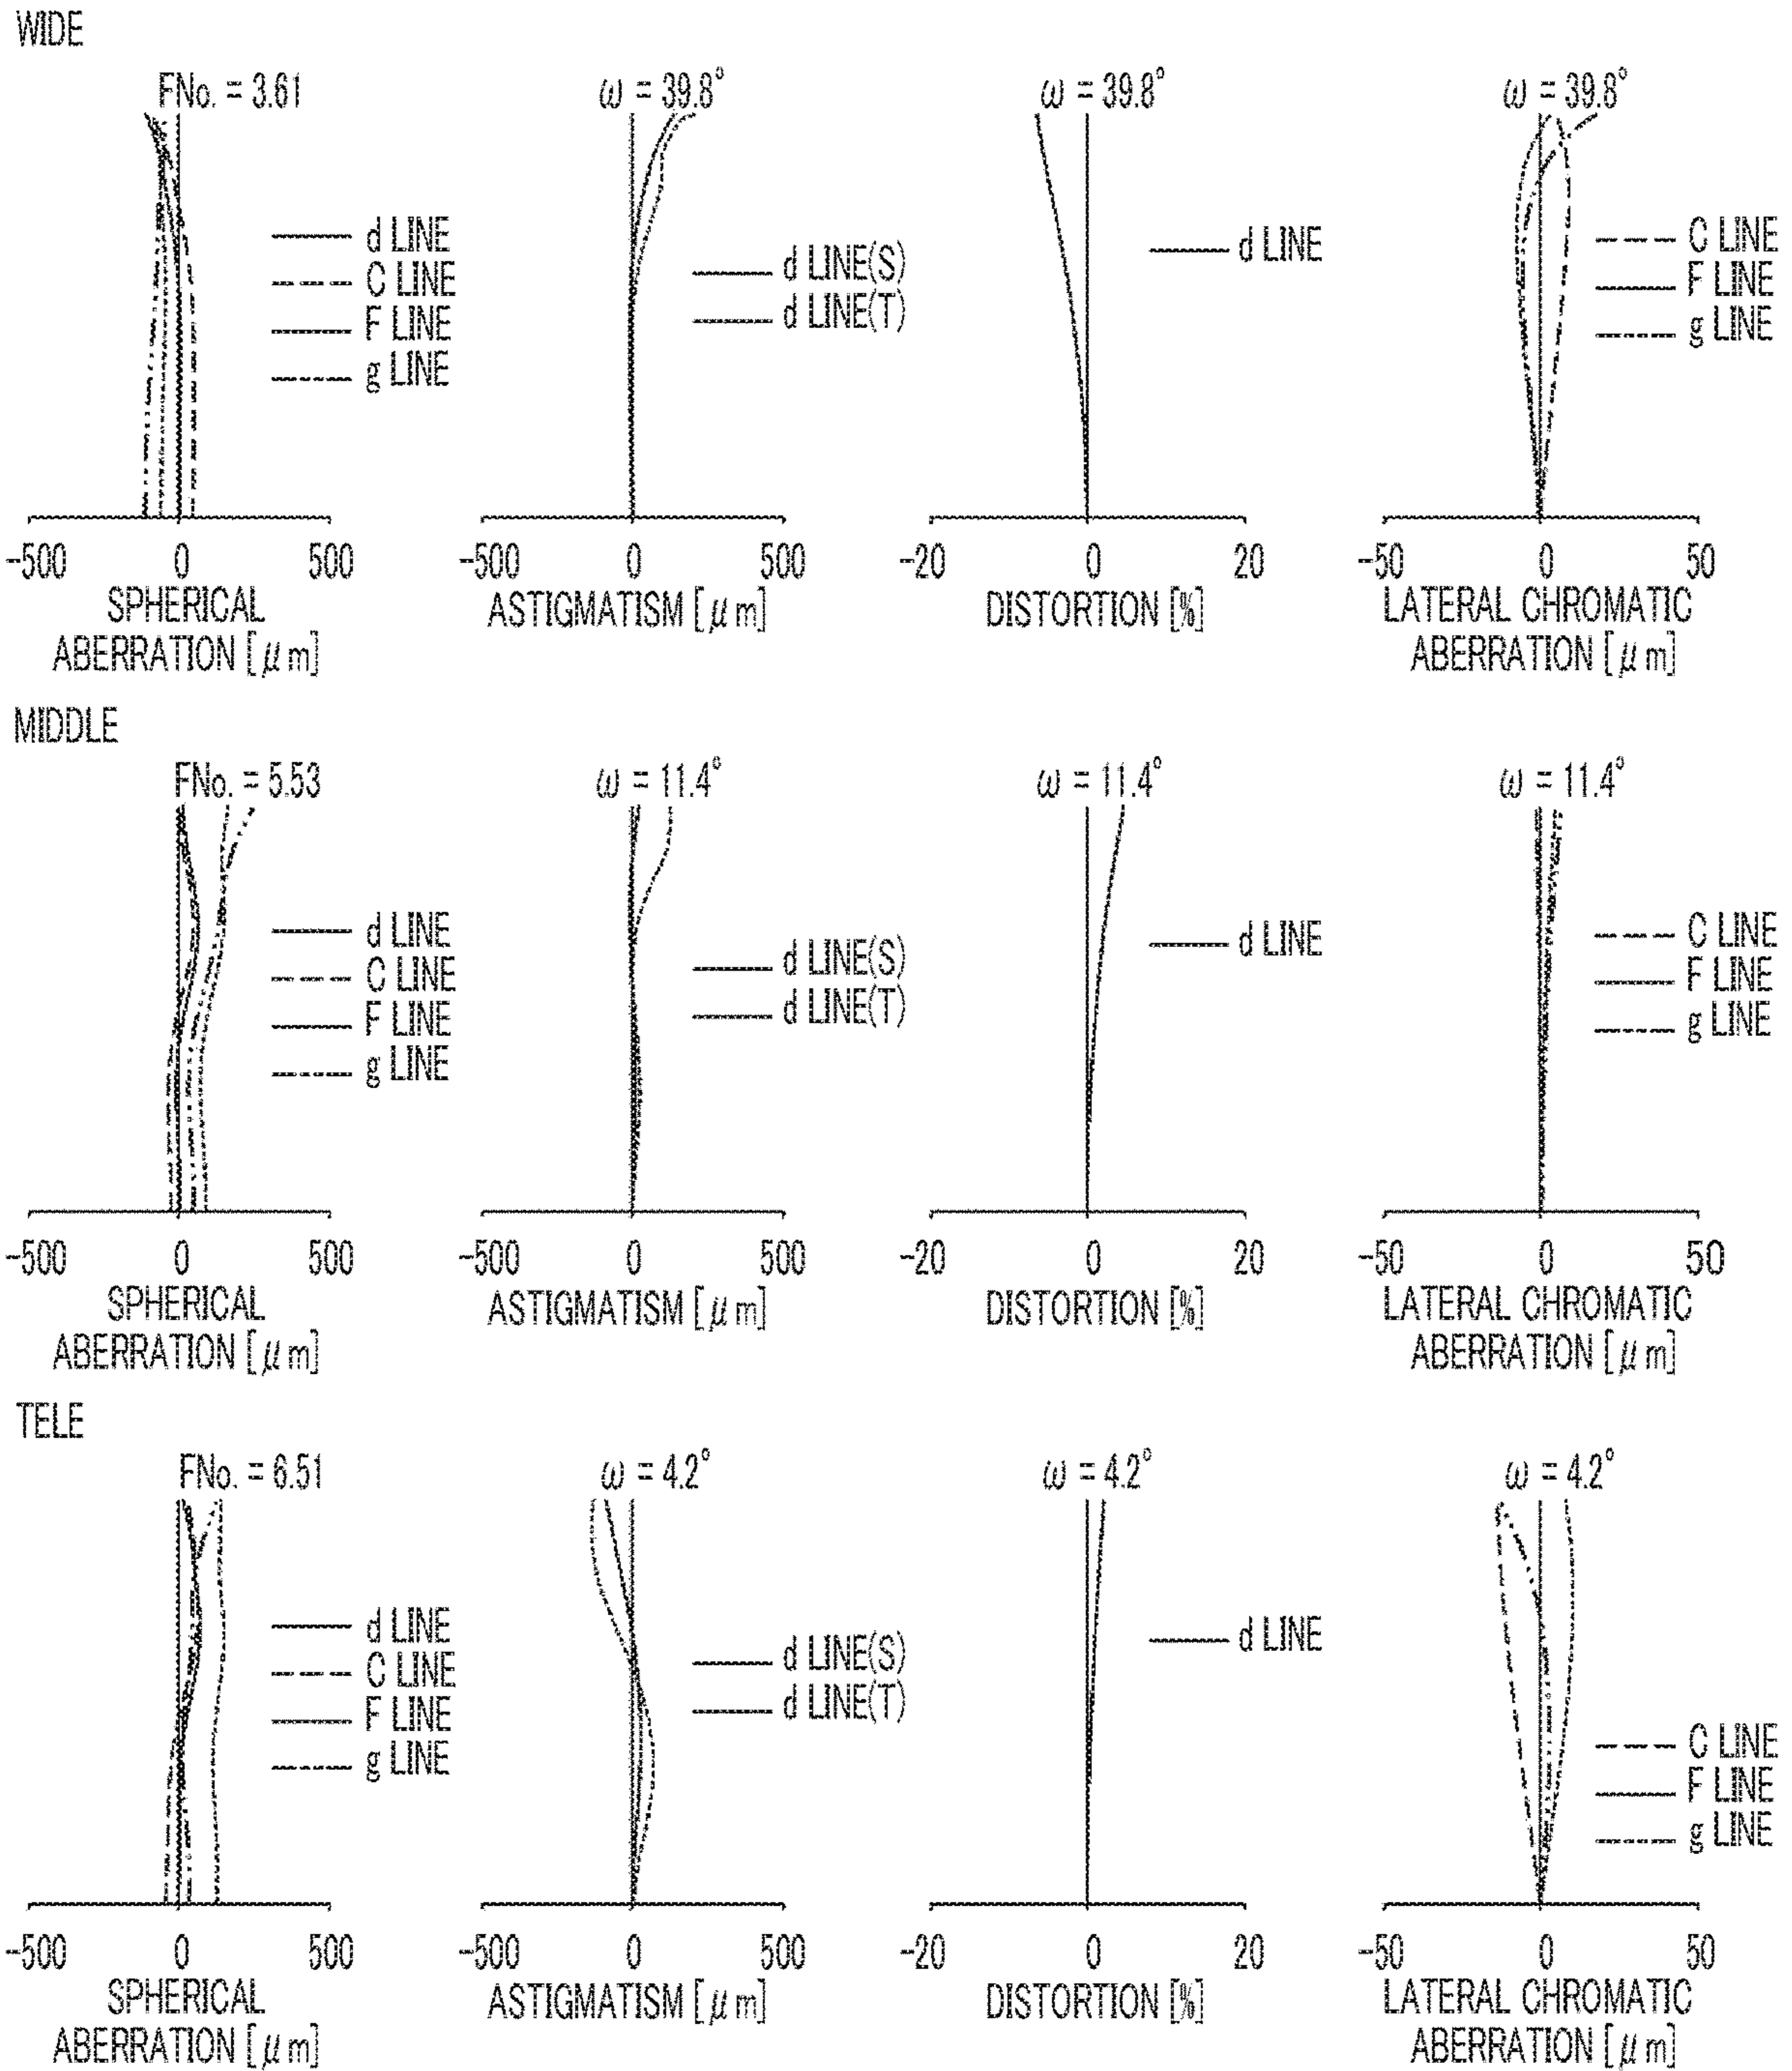 WIDE
FNo. = 3.61
ω = 39.8°
ω = 39.8°
ω = 39.8°
d LINE
C LINE
F LINE
g LINE
d LINE(S)
d LINE(T)
d LINE
C LINE
F LINE
g LINE
-500 0 500
SPHERICAL
ABERRATION [μm]
-500 0 500
ASTIGMATISM [μm]
-20 0 20
DISTORTION [%]
-50 0 50
LATERAL CHROMATIC
ABERRATION [μm]
MIDDLE
FNo. = 5.53
ω = 11.4°
ω = 11.4°
ω = 11.4°
d LINE
C LINE
F LINE
g LINE
d LINE(S)
d LINE(T)
d LINE
C LINE
F LINE
g LINE
-500 0 500
SPHERICAL
ABERRATION [μm]
-500 0 500
ASTIGMATISM [μm]
-20 0 20
DISTORTION [%]
-50 0 50
LATERAL CHROMATIC
ABERRATION [μm]
TELE
FNo. = 6.51
ω = 4.2°
ω = 4.2°
ω = 4.2°
d LINE
C LINE
F LINE
g LINE
d LINE(S)
d LINE(T)
d LINE
C LINE
F LINE
g LINE
-500 0 500
SPHERICAL
ABERRATION [μm]
-500 0 500
ASTIGMATISM [μm]
-20 0 20
DISTORTION [%]
-50 0 50
LATERAL CHROMATIC
ABERRATION [μm]